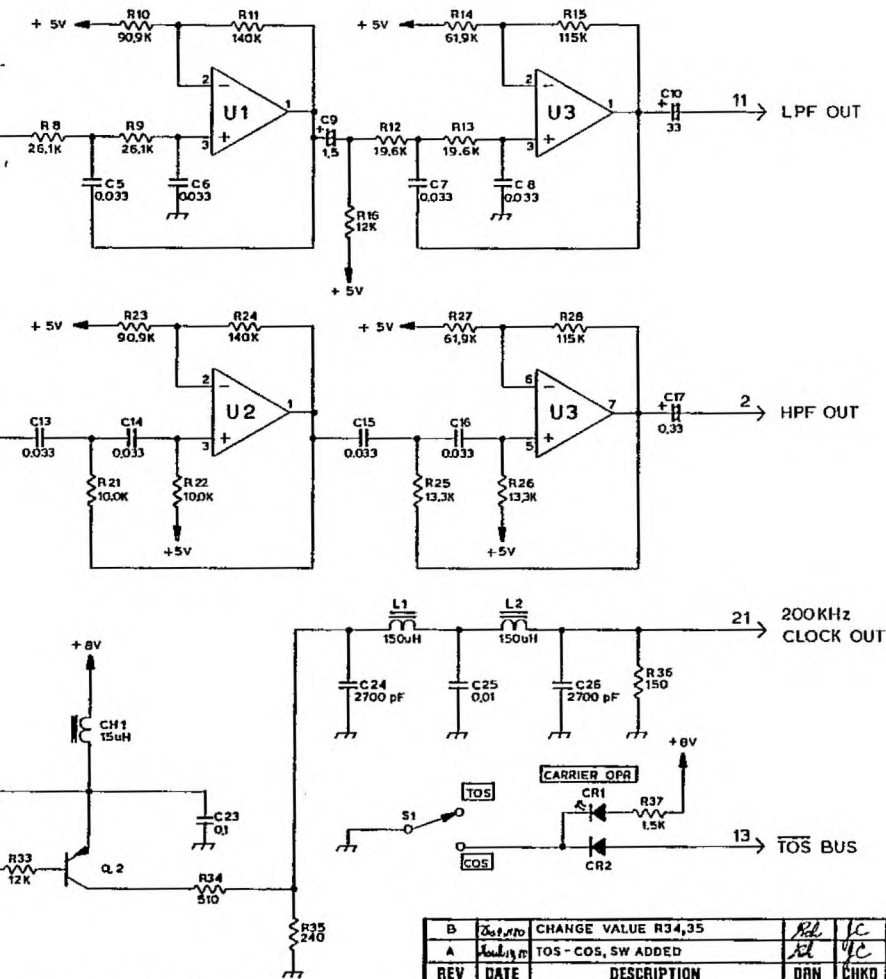 + 5V R10 90,9K R11 140K
+ 5V R14 61,9K R15 115K
R8 26,1K R9 26,1K 2 - 3 + U1 1
C9 + 1,5
R12 19.6K R13 19.6K 2 - 3 + U3 1
C10 + 33 11 LPF OUT
C5 0.033 C6 0.033
R16 12K + 5V
C7 0.033 C8 0.033
+ 5V R23 90.9K R24 140K
+ 5V R27 61,9K R28 115K
C13 0.033 C14 0.033 2 - 3 + U2 1
C15 0.033 C16 0.033 6 - 5 + U3 7
C17 + 0,33 2 HPF OUT
R21 10,0K R22 10,0K +5V
R25 13,3K R26 13,3K +5V
L1 150uH L2 150uH 21 200KHz
CLOCK OUT
C24 2700 pF C25 0,01 C26 2700 pF R36 150
+ 8V
CH1 15uH
C23 0,1
R33 12K Q.2 R34 510
R35 240
S1 TOS COS
CARRIER OPR
CR1 R37 1,5K +8V
CR2 13 TOS BUS
B CHANGE VALUE R34,35 JC
A TOS - COS, SW ADDED JC
REV DATE DESCRIPTION DRN CHKD